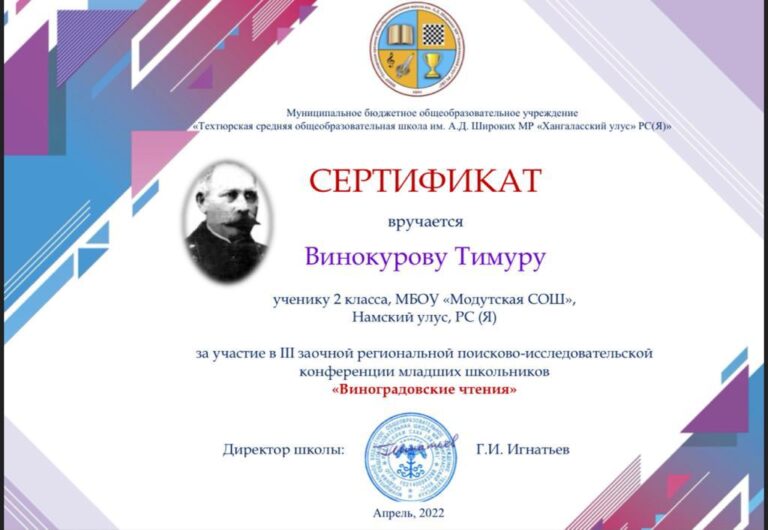 Муниципальное бюджетное общеобразовательное учреждение
«Техтюрская средняя общеобразовательная школа им. А.Д. Широких МР «Хангаласский улус» РС(Я)»
СЕРТИФИКАТ
вручается
Винокурову Тимуру
ученику 2 класса, МБОУ «Модутская СОШ»,
Намский улус, РС (Я)
за участие в III заочной региональной поисково-исследовательской
конференции младших школьников
«Виноградовские чтения»
Директор школы:
Г.И. Игнатьев
Апрель, 2022